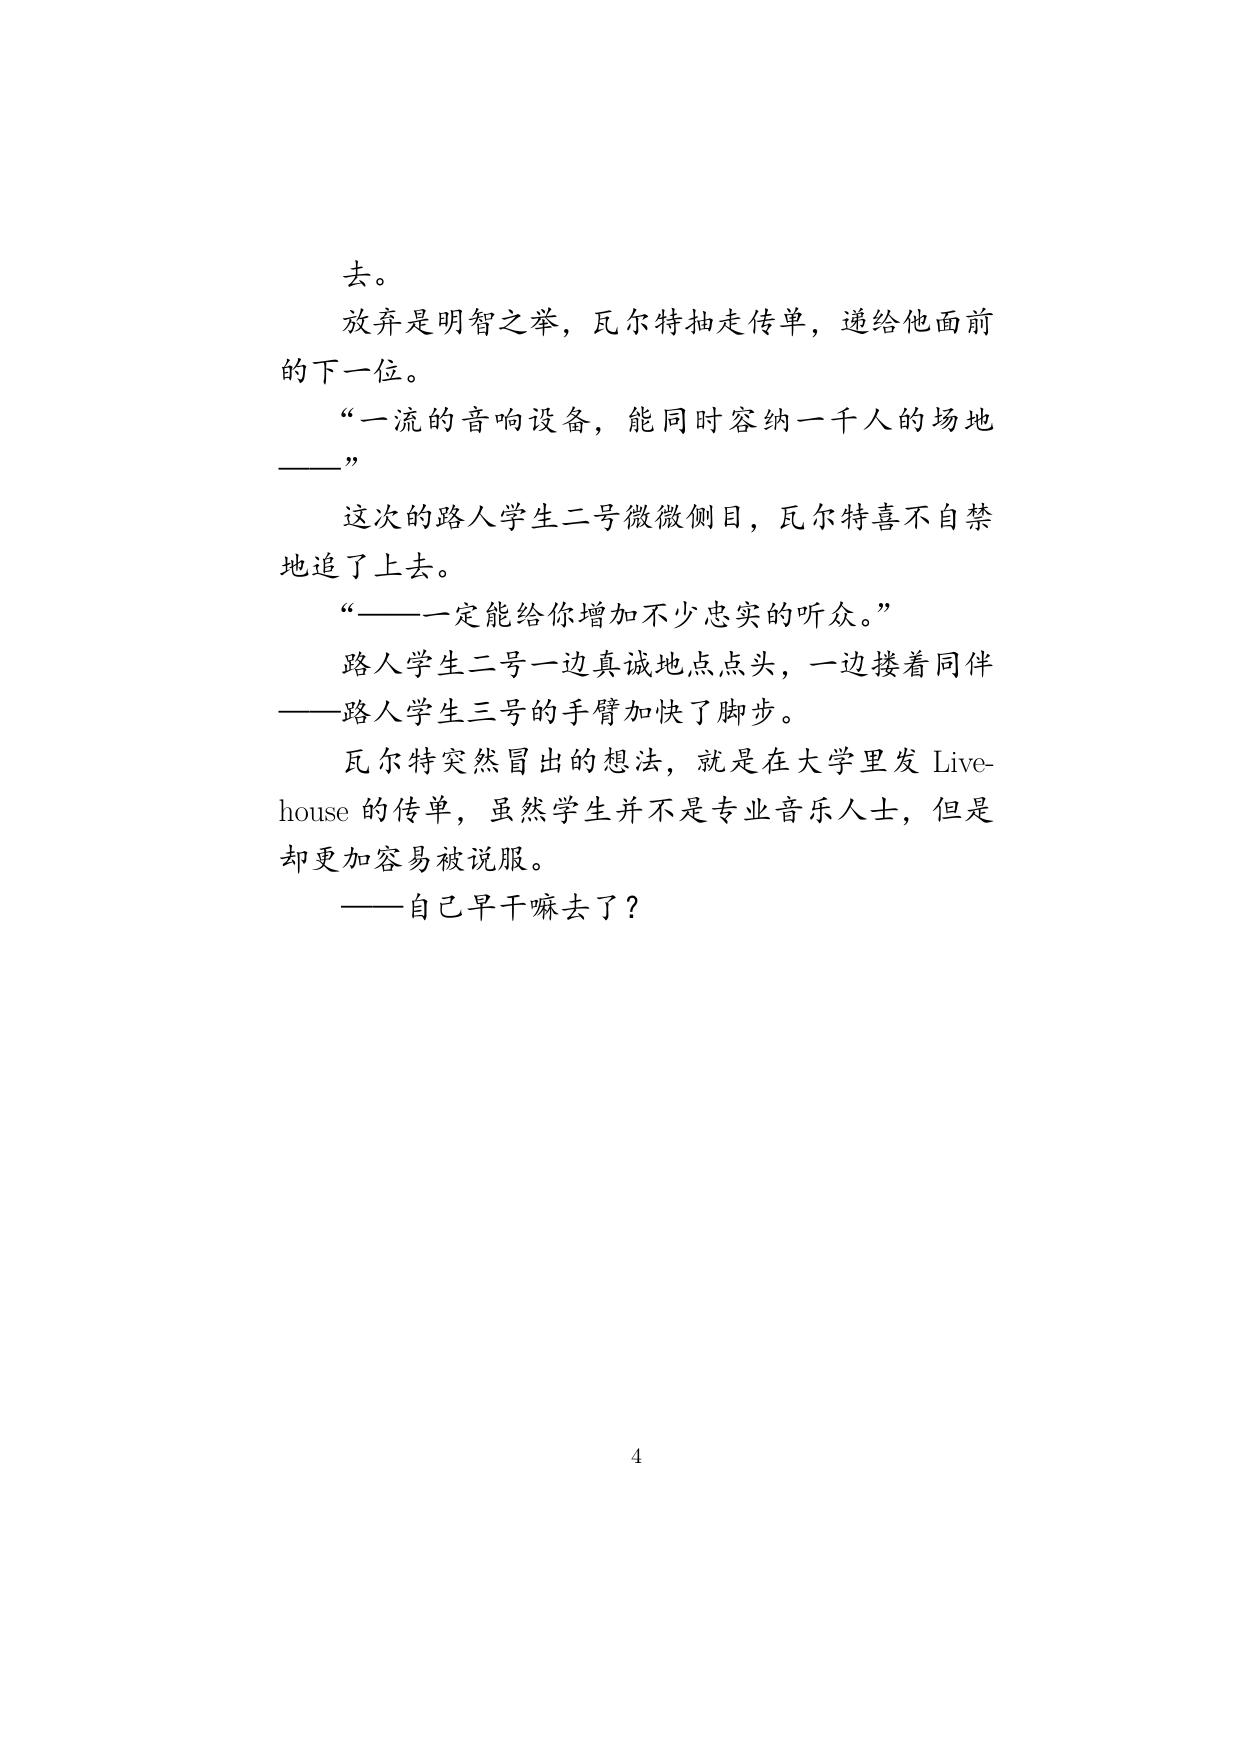 去。
放弃是明智之举，瓦尔特抽走传单，递给他面前
的下一位。
“一流的音响设备，能同时容纳一千人的场地
——”
这次的路人学生二号微微侧目，瓦尔特喜不自禁
地追了上去。
“——一定能给你增加不少忠实的听众。”
路人学生二号一边真诚地点点头，一边搂着同伴
——路人学生三号的手臂加快了脚步。
瓦尔特突然冒出的想法，就是在大学里发 Live-
house 的传单，虽然学生并不是专业音乐人士，但是
却更加容易被说服。
——自己早干嘛去了？
4